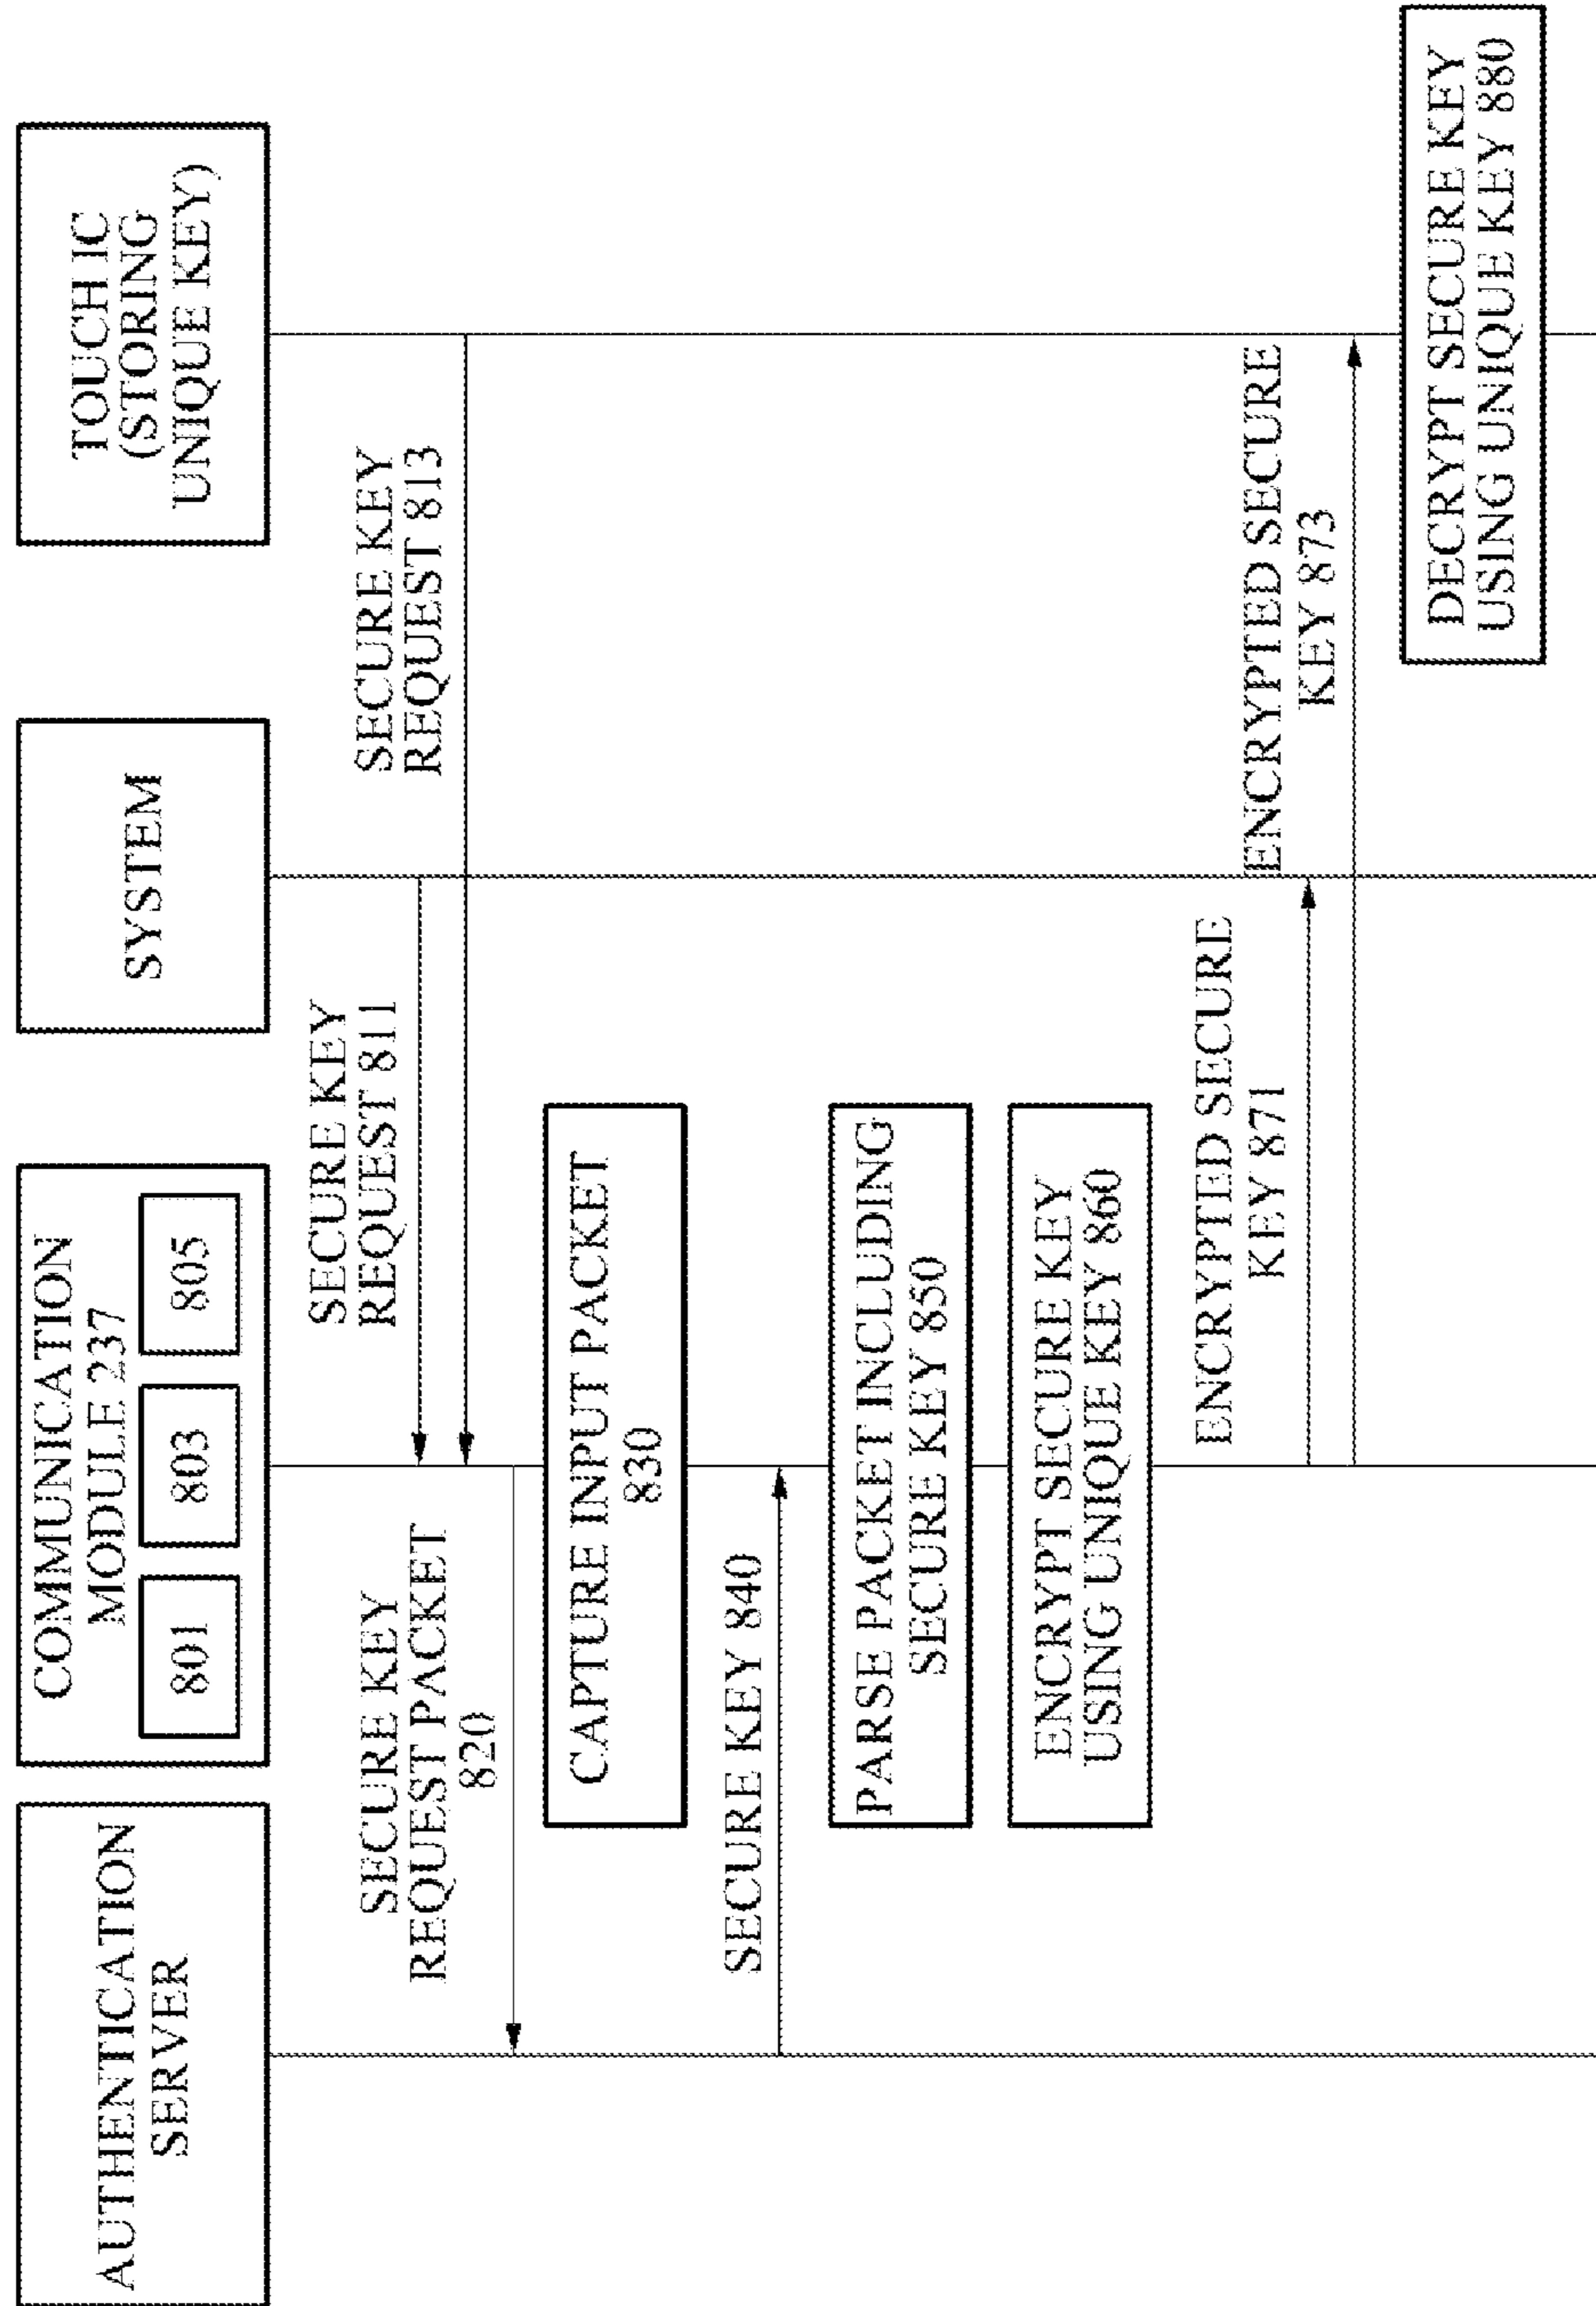 AUTHENTICATION
SERVER
COMMUNICATION
MODULE 237
801
803
805
SYSTEM
TOUCH IC
(STORING
UNIQUE KEY)
SECURE KEY
REQUEST 811
SECURE KEY
REQUEST 813
SECURE KEY
REQUEST PACKET
820
CAPTURE INPUT PACKET
830
SECURE KEY 840
PARSE PACKET INCLUDING
SECURE KEY 850
ENCRYPT SECURE KEY
USING UNIQUE KEY 860
ENCRYPTED SECURE
KEY 871
ENCRYPTED SECURE
KEY 873
DECRYPT SECURE KEY
USING UNIQUE KEY 880